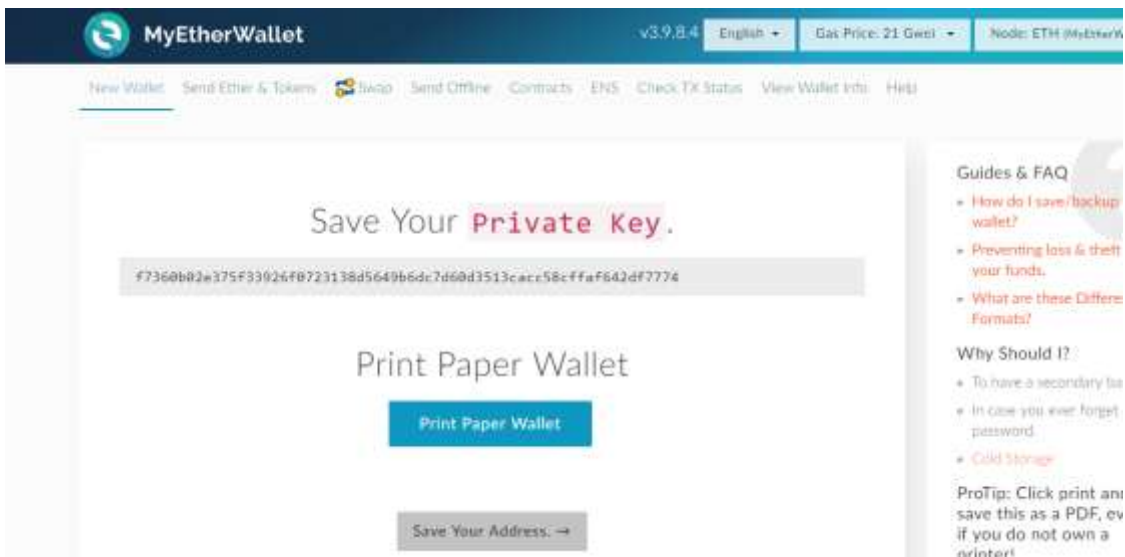 MyEtherWallet
v3.9.8.4 English Gas Price: 21 Gwei Node: ETH
New Wallet Send Ether & Tokens Swap Send Offline Contracts ENS Check TX Status View Wallet Info Help
Save Your Private Key.
f7360b02e375f33926f0723138d5649b6dc7d60d3513cacc58cffaf642df7774
Print Paper Wallet
Print Paper Wallet
Save Your Address. →
Guides & FAQ
How do I save/backup
wallet?
Preventing loss & theft
your funds.
What are these
Formats?
Why Should I?
To have a secondary
In case you ever forget
password.
Cold Storage
ProTip: Click print
save this as a PDF,
if you do not own a
printer!